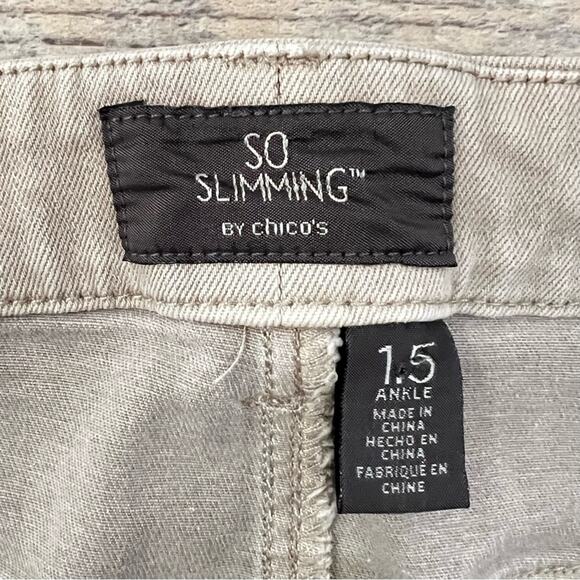 SO
SLIMMING™
BY chico's
1.5
ANKLE
MADE IN
CHINA
HECHO EN
CHINA
FABRIQUÉ EN
CHINE